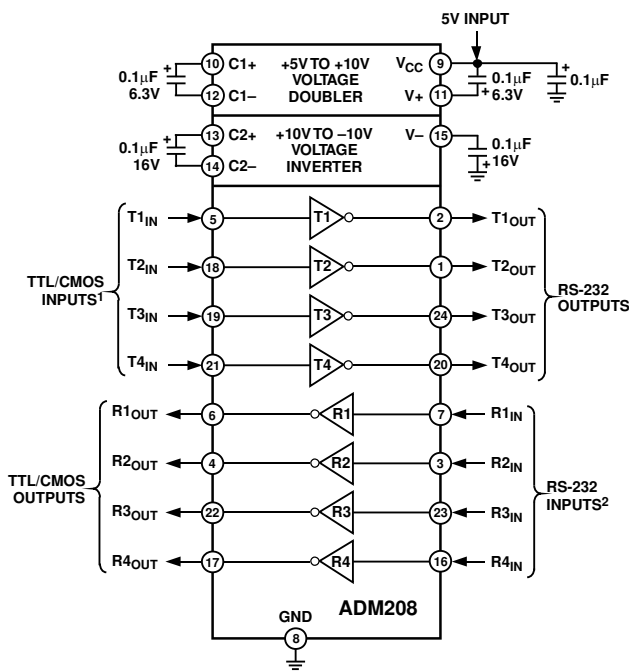 5V INPUT
0.1µF
6.3V
+
10
C1+
12
C1–
+5V TO +10V
VOLTAGE
DOUBLER
VCC
9
V+
11
+
0.1µF
6.3V
+
0.1µF
0.1µF
16V
+
13
C2+
14
C2–
+10V TO –10V
VOLTAGE
INVERTER
V–
15
0.1µF
16V
+
TTL/CMOS
INPUTS1
T1IN
5
T1
2
T1OUT
T2IN
18
T2
1
T2OUT
T3IN
19
T3
24
T3OUT
T4IN
21
T4
20
T4OUT
RS-232
OUTPUTS
TTL/CMOS
OUTPUTS
R1OUT
6
R1
7
R1IN
R2OUT
4
R2
3
R2IN
R3OUT
22
R3
23
R3IN
R4OUT
17
R4
16
R4IN
RS-232
INPUTS2
GND
8
ADM208